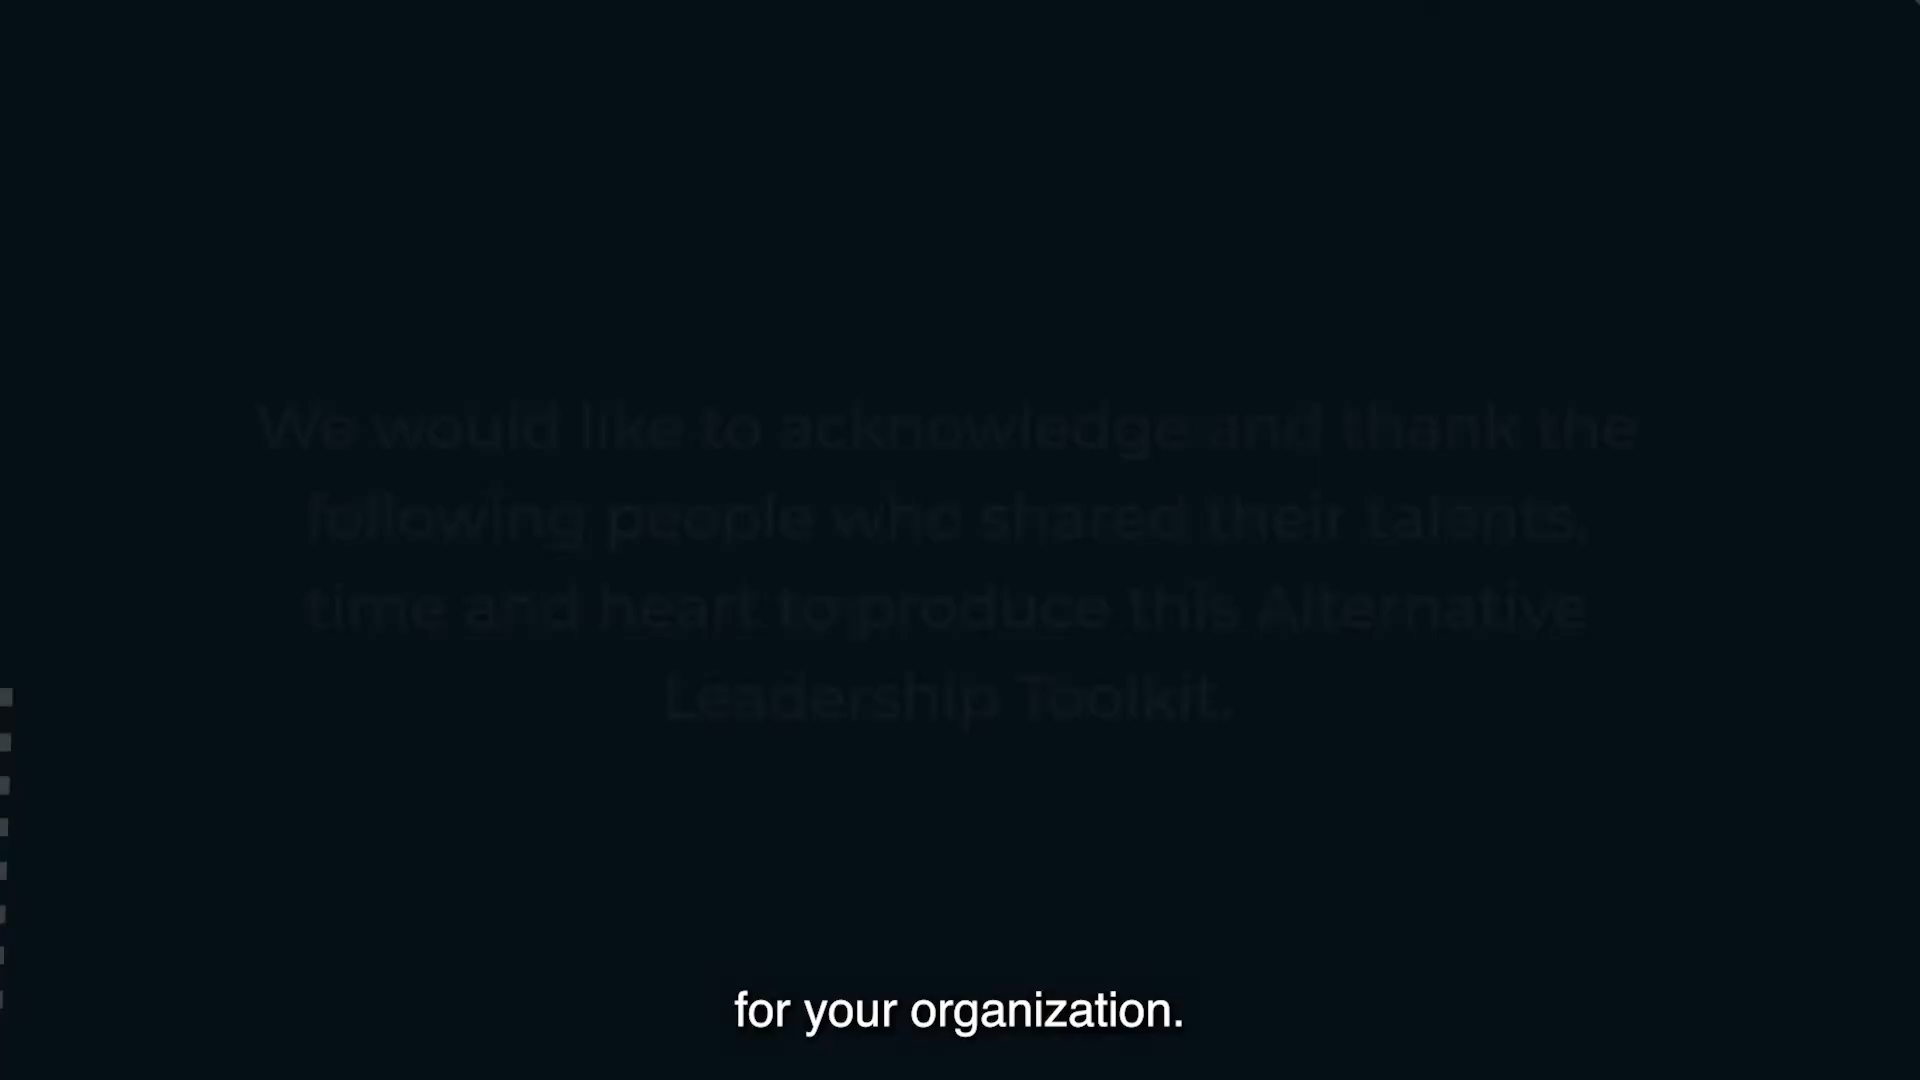 We would like to acknowledge and thank the
following people who shared their talents,
time and heart to produce this Alternative
Leadership Toolkit.
for your organization.